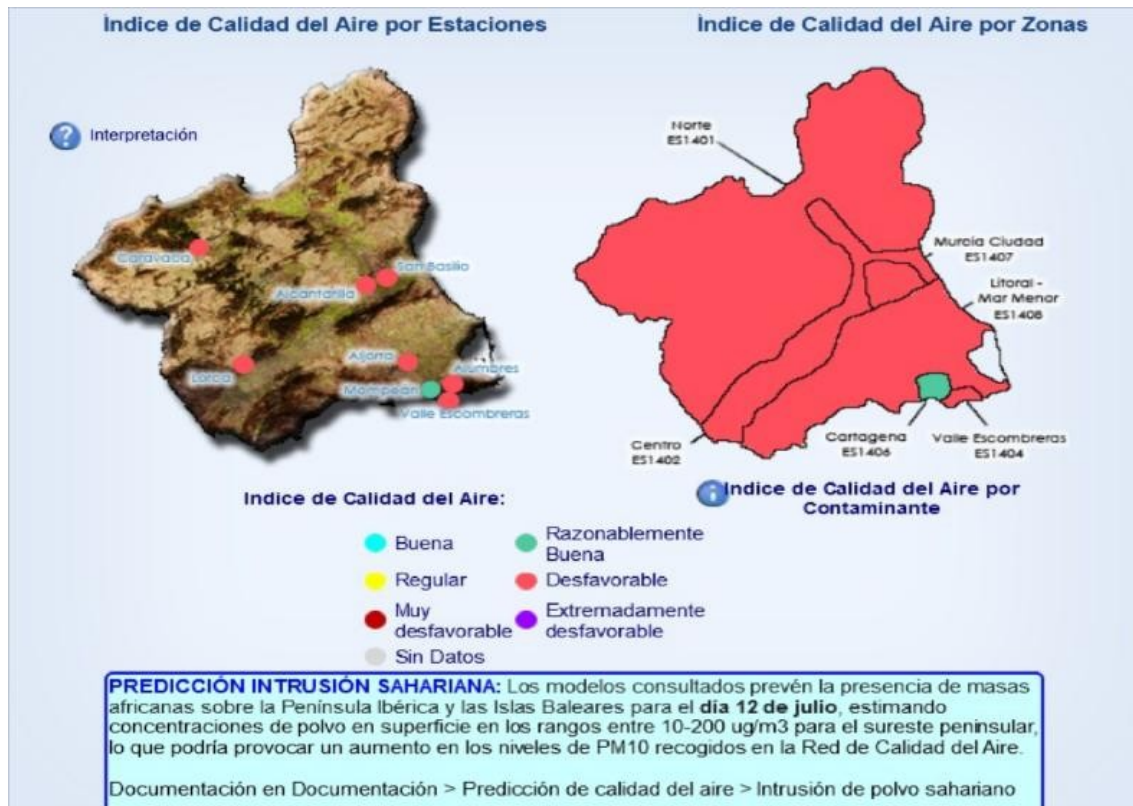 Índice de Calidad del Aire por Estaciones
Índice de Calidad del Aire por Zonas
Interpretación
Caravaca
San Basilio
Alcantarilla
Aljorra
Lorca
Alumbres
Mompeán
Valle Escombreras
Norte
ES1401
Murcia Ciudad
ES1407
Litoral -
Mar Menor
ES1408
Centro
ES1402
Cartagena
ES1406
Valle Escombreras
ES1404
Indice de Calidad del Aire:
Indice de Calidad del Aire por
Contaminante
Buena
Razonablemente
Buena
Regular
Desfavorable
Muy
desfavorable
Extremadamente
desfavorable
Sin Datos
PREDICCIÓN INTRUSIÓN SAHARIANA: Los modelos consultados prevén la presencia de masas
africanas sobre la Península Ibérica y las Islas Baleares para el día 12 de julio, estimando
concentraciones de polvo en superficie en los rangos entre 10-200 ug/m3 para el sureste peninsular,
lo que podría provocar un aumento en los niveles de PM10 recogidos en la Red de Calidad del Aire.
Documentación en Documentación > Predicción de calidad del aire > Intrusión de polvo sahariano